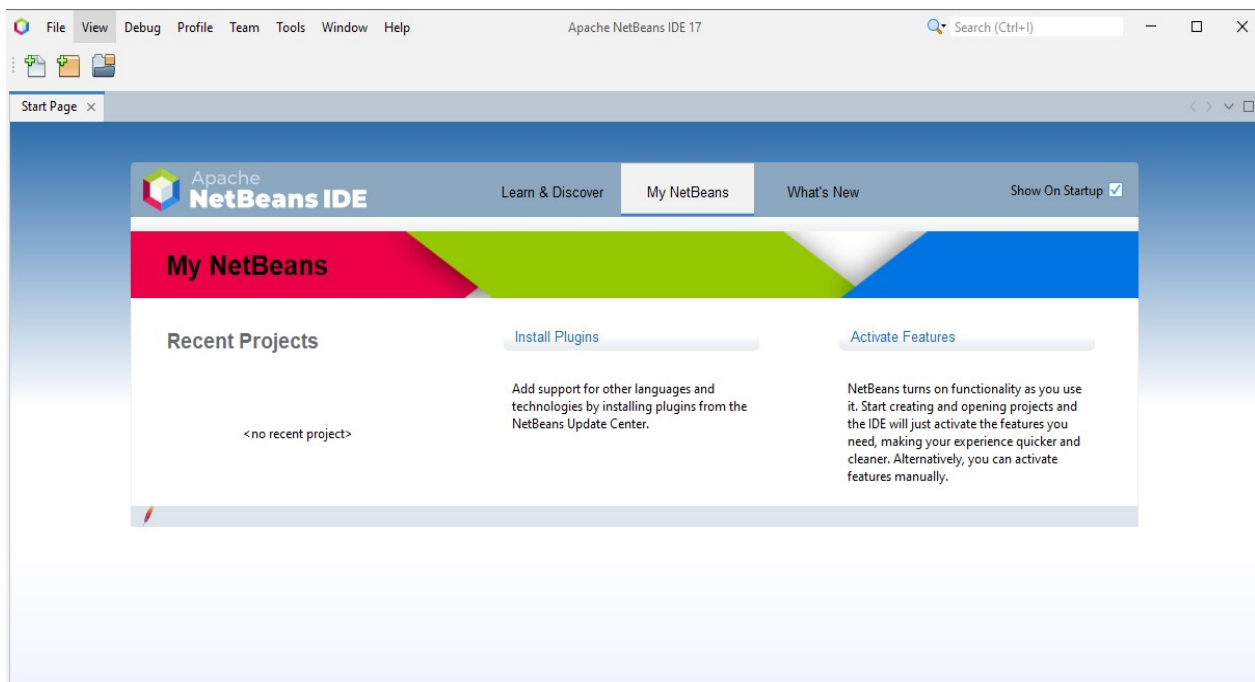 File View Debug Profile Team Tools Window Help
Apache NetBeans IDE 17
Search (Ctrl+I)
Start Page
Apache
NetBeans IDE
Learn & Discover
My NetBeans
What's New
Show On Startup
My NetBeans
Recent Projects
<no recent project>
Install Plugins
Add support for other languages and
technologies by installing plugins from the
NetBeans Update Center.
Activate Features
NetBeans turns on functionality as you use
it. Start creating and opening projects and
the IDE will just activate the features you
need, making your experience quicker and
cleaner. Alternatively, you can activate
features manually.